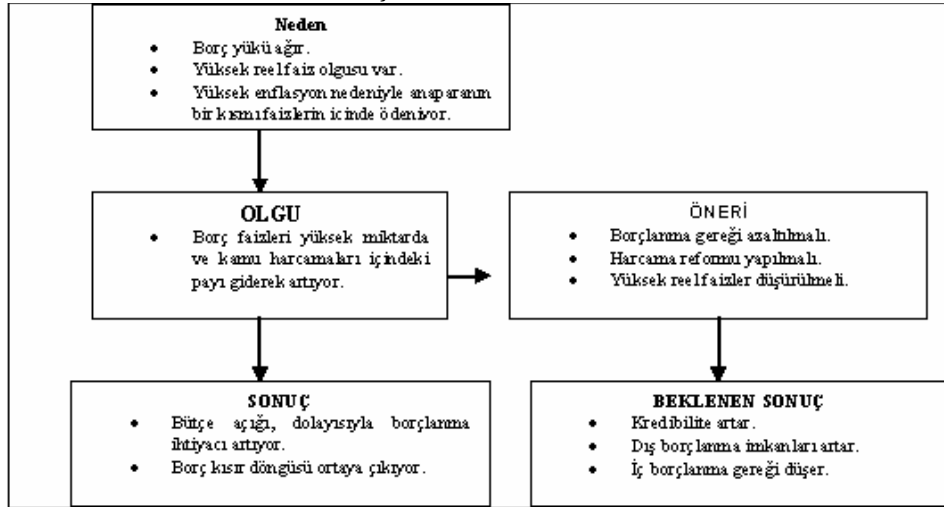 Neden
• Borç yükü ağır.
• Yüksek reel faiz olgusu var.
• Yüksek enflasyon nedeniyle anaparanın
bir kısmı faizlerin içinde ödeniyor.
OLGU
• Borç faizleri yüksek miktarda
ve kamu harcamaları içindeki
payı giderek artıyor.
ÖNERİ
• Borçlanma gereği azaltılmalı.
• Harcama reformu yapılmalı.
• Yüksek reel faizler düşürülmeli.
SONUÇ
• Bütçe açığı, dolayısıyla borçlanma
ihtiyacı artıyor.
• Borç kısır döngüsü ortaya çıkıyor.
BEKLENEN SONUÇ
• Kredibilite artar.
• Dış borçlanma imkanları artar.
• İç borçlanma gereği düşer.